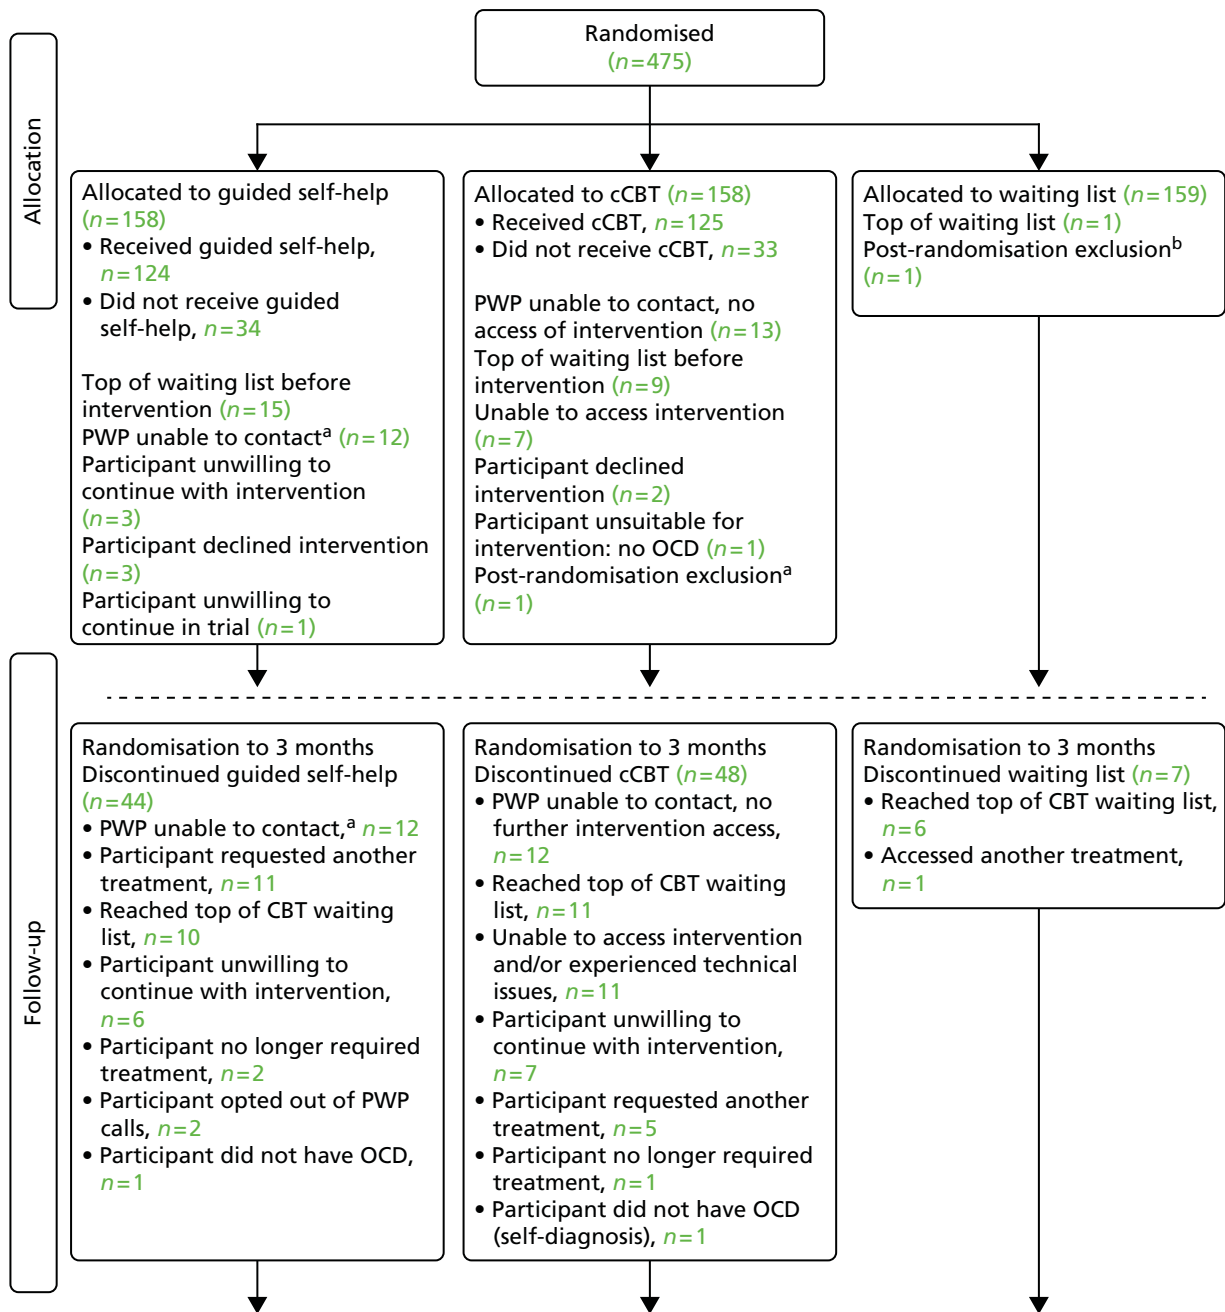 Randomised
(n=475)
Allocation
Allocated to guided self-help
(n=158)
• Received guided self-help,
n=124
• Did not receive guided
self-help, n=34
Top of waiting list before
intervention (n=15)
PWP unable to contactᵃ (n=12)
Participant unwilling to
continue with intervention
(n=3)
Participant declined intervention
(n=3)
Participant unwilling to
continue in trial (n=1)
Allocated to cCBT (n=158)
• Received cCBT, n=125
• Did not receive cCBT, n=33
PWP unable to contact, no
access of intervention (n=13)
Top of waiting list before
intervention (n=9)
Unable to access intervention
(n=7)
Participant declined
intervention (n=2)
Participant unsuitable for
intervention: no OCD (n=1)
Post-randomisation exclusionᵃ
(n=1)
Allocated to waiting list (n=159)
Top of waiting list (n=1)
Post-randomisation exclusionᵇ
(n=1)
Follow-up
Randomisation to 3 months
Discontinued guided self-help
(n=44)
• PWP unable to contact,ᵃ n=12
• Participant requested another
treatment, n=11
• Reached top of CBT waiting
list, n=10
• Participant unwilling to
continue with intervention,
n=6
• Participant no longer required
treatment, n=2
• Participant opted out of PWP
calls, n=2
• Participant did not have OCD,
n=1
Randomisation to 3 months
Discontinued cCBT (n=48)
• PWP unable to contact, no
further intervention access,
n=12
• Reached top of CBT waiting
list, n=11
• Unable to access intervention
and/or experienced technical
issues, n=11
• Participant unwilling to
continue with intervention,
n=7
• Participant requested another
treatment, n=5
• Participant no longer required
treatment, n=1
• Participant did not have OCD
(self-diagnosis), n=1
Randomisation to 3 months
Discontinued waiting list (n=7)
• Reached top of CBT waiting list,
n=6
• Accessed another treatment,
n=1